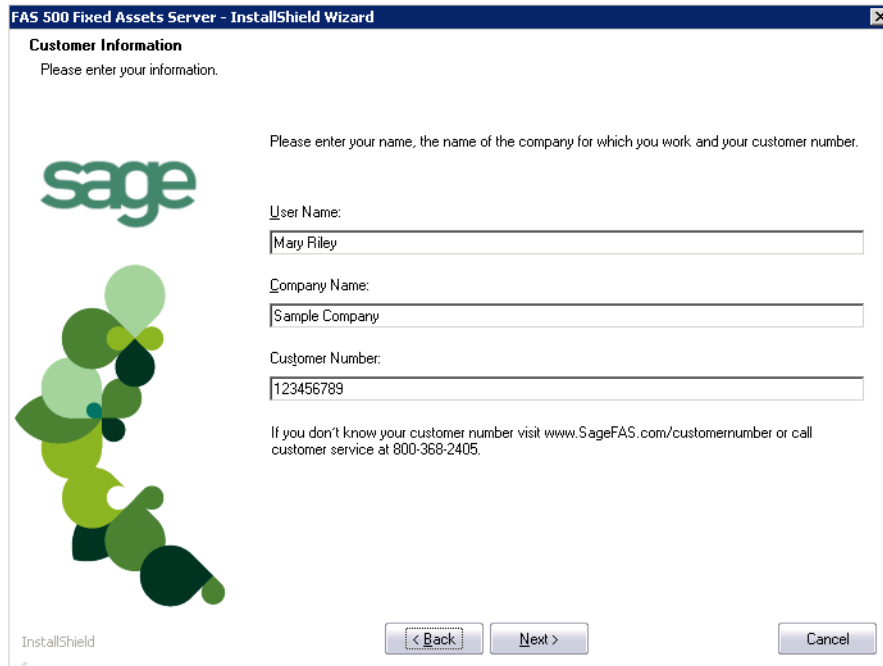 FAS 500 Fixed Assets Server - InstallShield Wizard
Customer Information
Please enter your information.
Please enter your name, the name of the company for which you work and your customer number.
sage
User Name:
Mary Riley
Company Name:
Sample Company
Customer Number:
123456789
If you don´t know your customer number visit www.SageFAS.com/customernumber or call
customer service at 800-368-2405.
InstallShield
< Back
Next >
Cancel